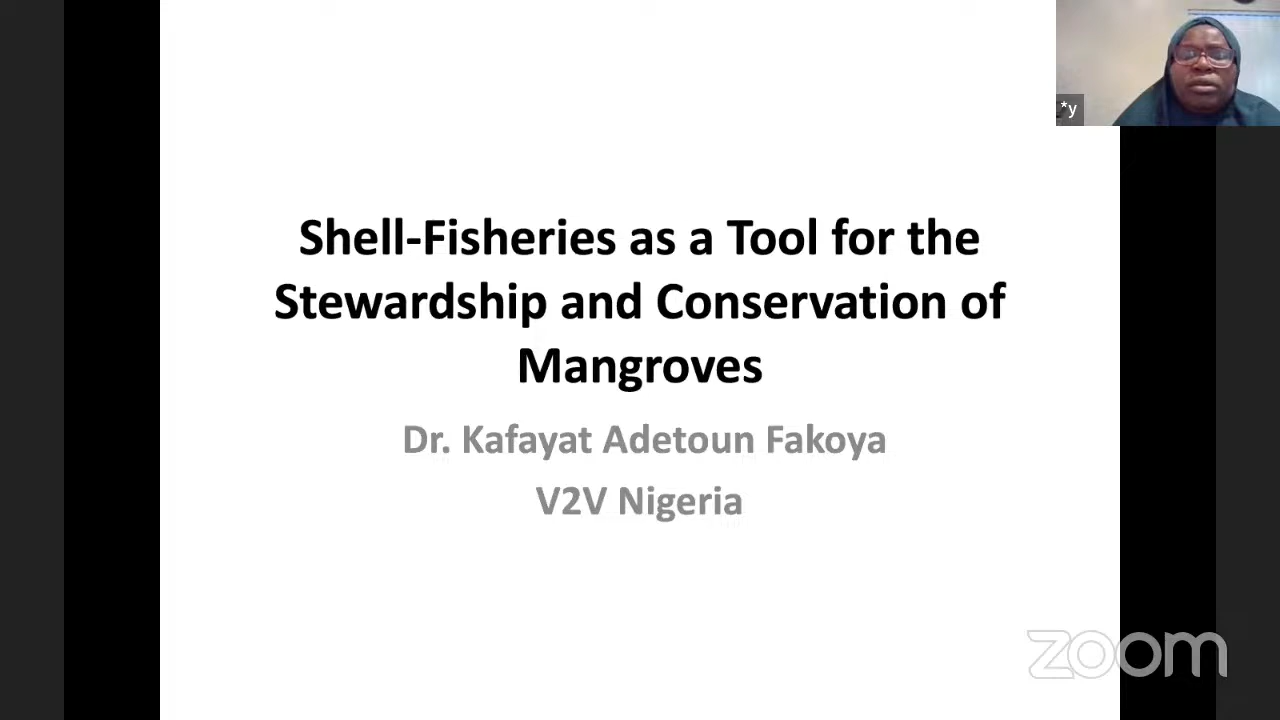 *y
Shell-Fisheries as a Tool for the
Stewardship and Conservation of
Mangroves
Dr. Kafayat Adetoun Fakoya
V2V Nigeria
zoom